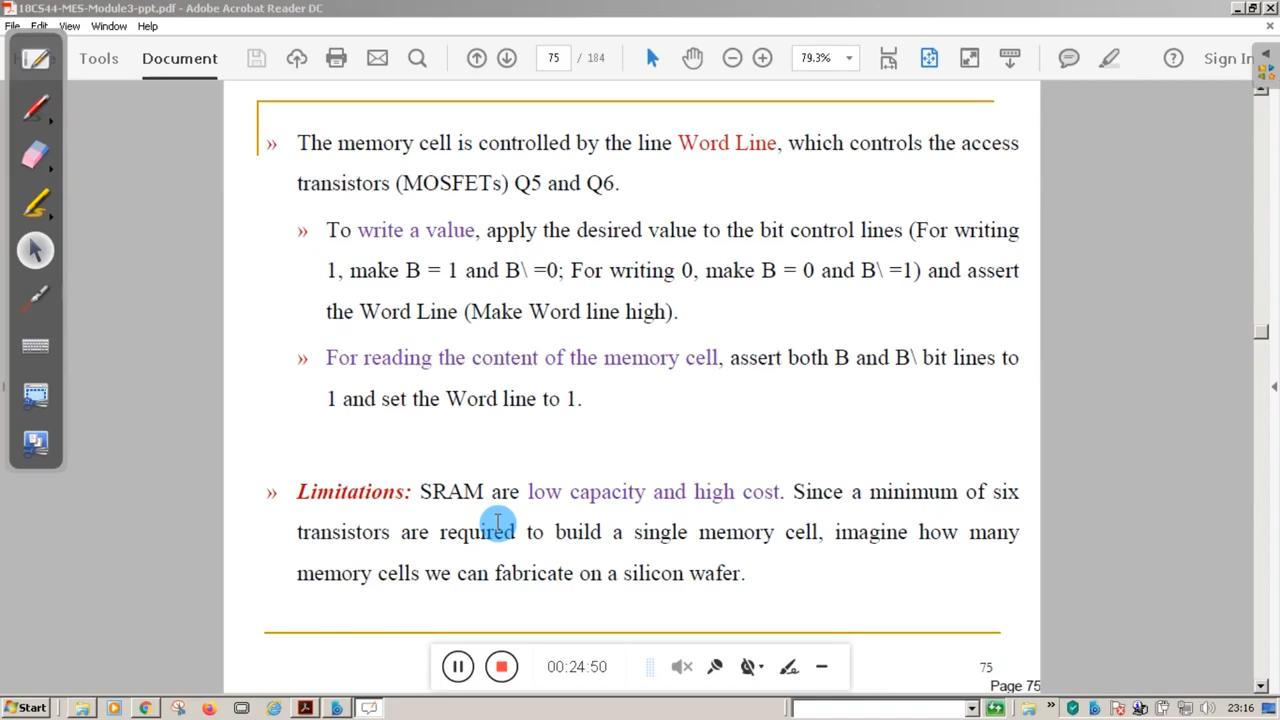 18CS44-MES-Module3-ppt.pdf - Adobe Acrobat Reader DC
File Edit View Window Help
Tools Document 75 / 184 79.3% Sign In
» The memory cell is controlled by the line Word Line, which controls the access
transistors (MOSFETs) Q5 and Q6.
» To write a value, apply the desired value to the bit control lines (For writing
1, make B = 1 and B\ =0; For writing 0, make B = 0 and B\ =1) and assert
the Word Line (Make Word line high).
» For reading the content of the memory cell, assert both B and B\ bit lines to
1 and set the Word line to 1.
» Limitations: SRAM are low capacity and high cost. Since a minimum of six
transistors are required to build a single memory cell, imagine how many
memory cells we can fabricate on a silicon wafer.
00:24:50
75
Page 75
Start 23:16